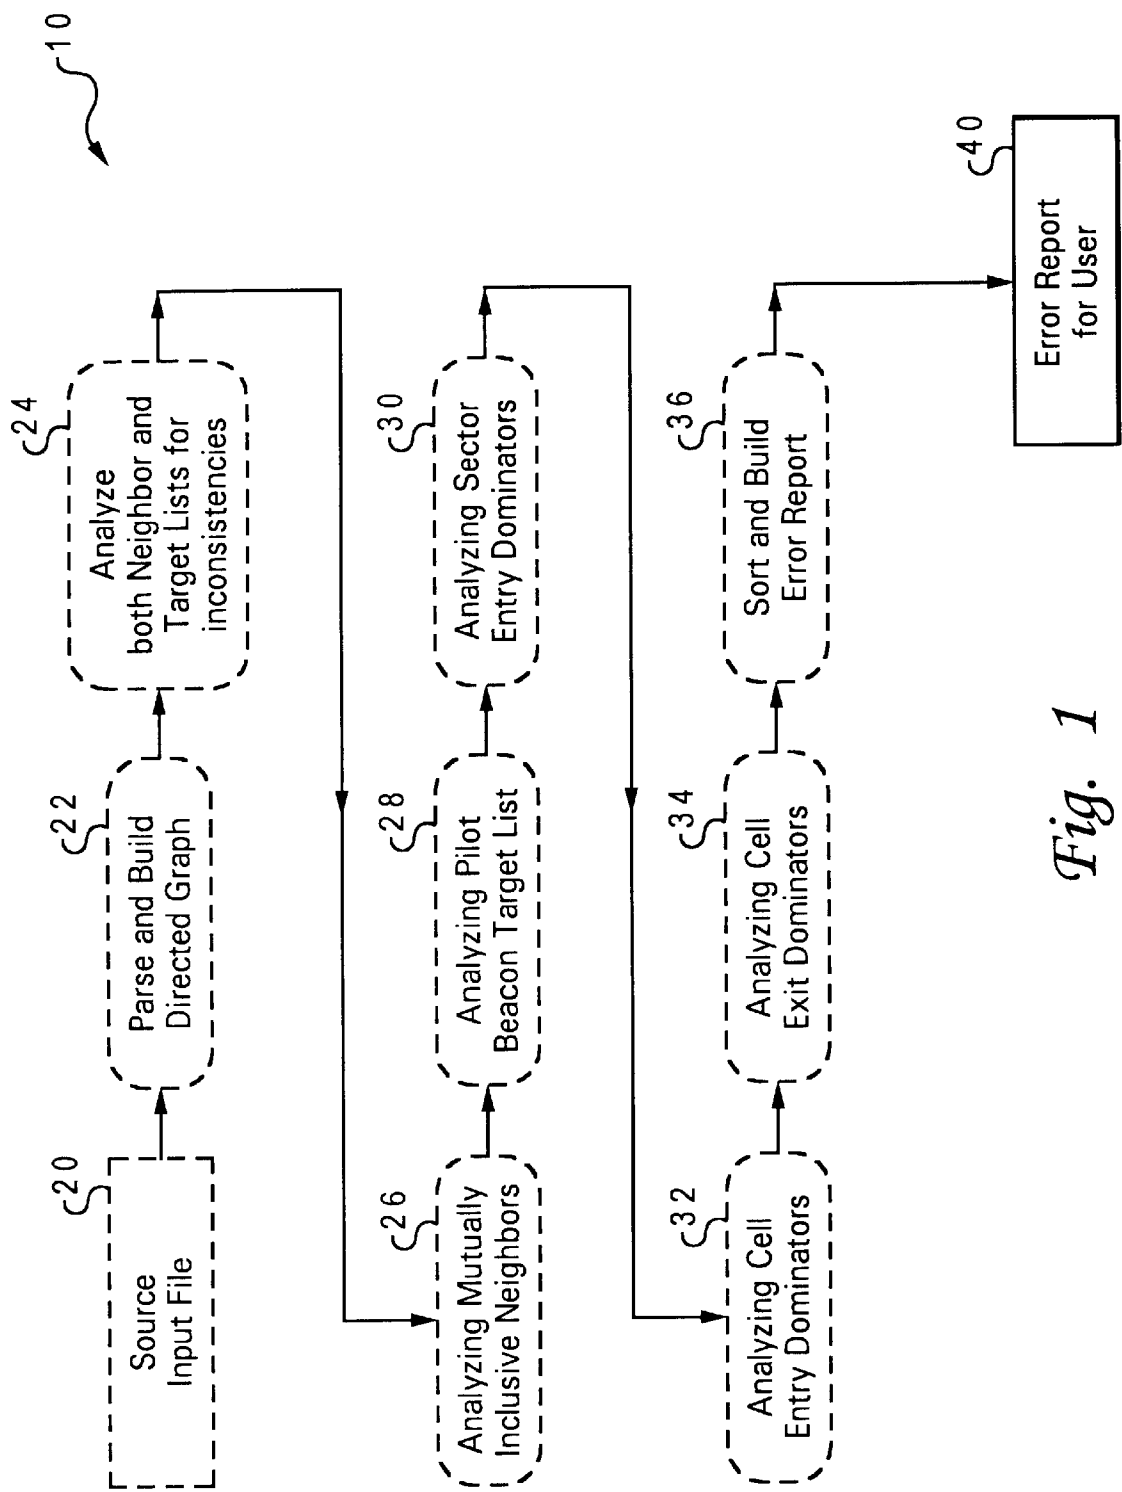 10
20
Source
Input File
22
Parse and Build
Directed Graph
24
Analyze
both Neighbor and
Target Lists for
inconsistencies
26
Analyzing Mutually
Inclusive Neighbors
28
Analyzing Pilot
Beacon Target List
30
Analyzing Sector
Entry Dominators
32
Analyzing Cell
Entry Dominators
34
Analyzing Cell
Exit Dominators
36
Sort and Build
Error Report
40
Error Report
for User
Fig. 1